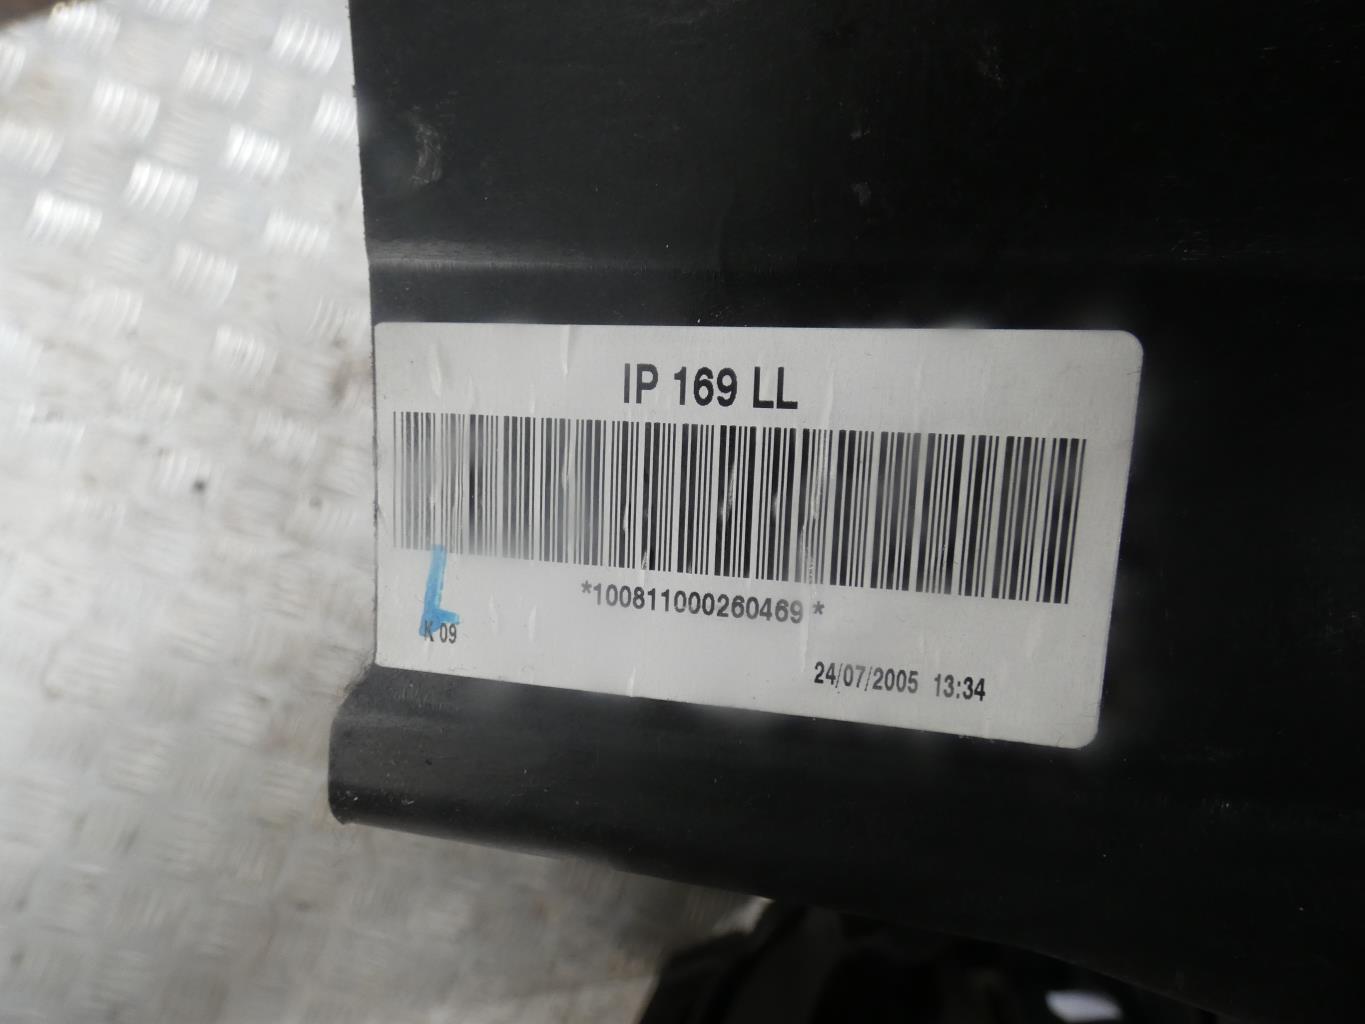 IP 169 LL
*100811000260469*
L
K 09
24/07/2005 13:34